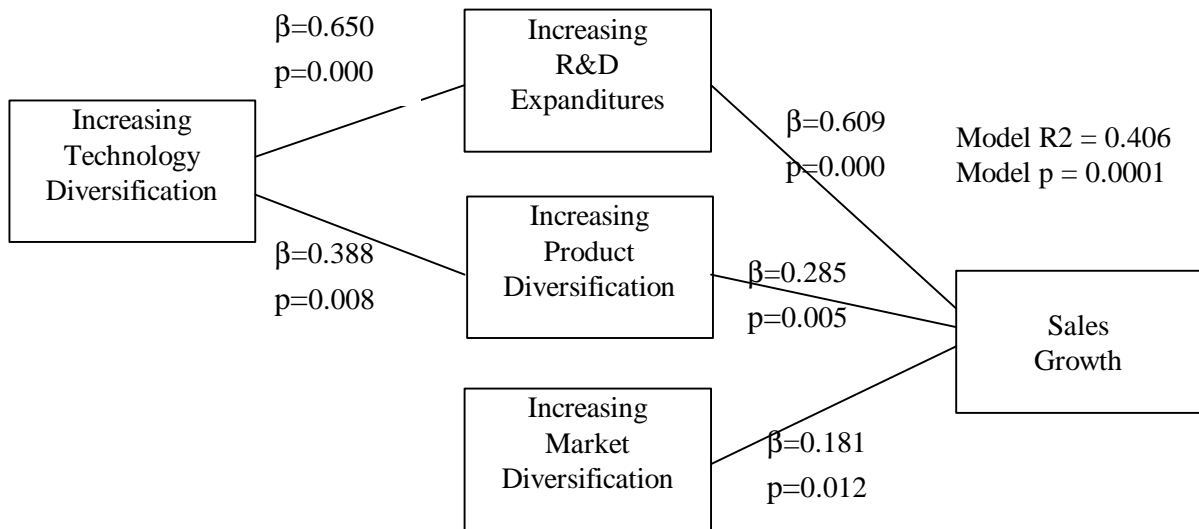 β=0.650
p=0.000
Increasing
R&D
Expanditures
Increasing
Technology
Diversification
β=0.609
p=0.000
Model R2 = 0.406
Model p = 0.0001
β=0.388
p=0.008
Increasing
Product
Diversification
β=0.285
p=0.005
Sales
Growth
Increasing
Market
Diversification
β=0.181
p=0.012